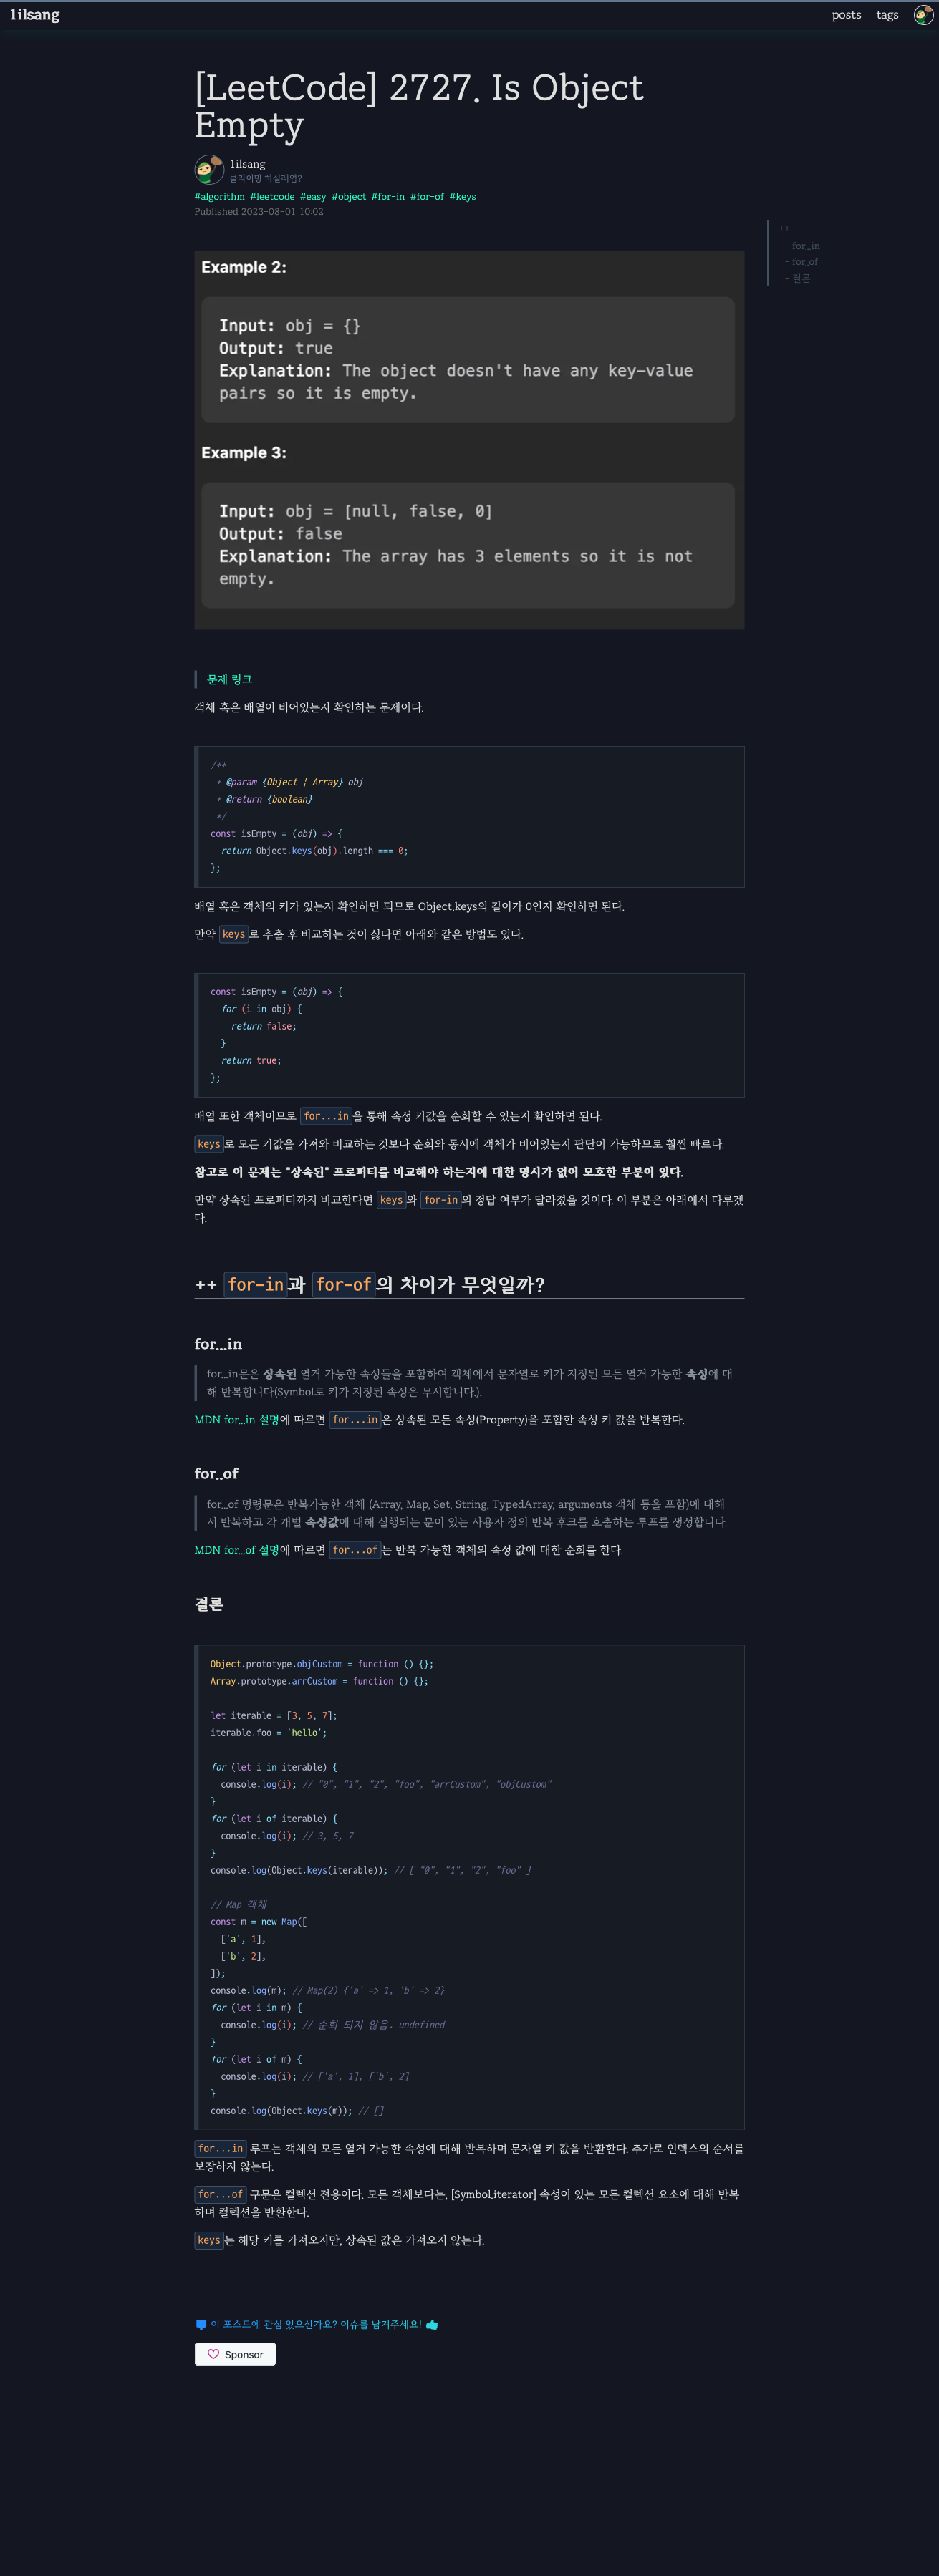 1ilsang
posts tags
[LeetCode] 2727. Is Object
Empty
1ilsang
클라이밍 하실래염?
#algorithm #leetcode #easy #object #for-in #for-of #keys
Published 2023-08-01 10:02
++
- for...in
- for..of
- 결론
Example 2:
Input: obj = {}
Output: true
Explanation: The object doesn't have any key-value
pairs so it is empty.
Example 3:
Input: obj = [null, false, 0]
Output: false
Explanation: The array has 3 elements so it is not
empty.
문제 링크
객체 혹은 배열이 비어있는지 확인하는 문제이다.
/**
 * @param {Object | Array} obj
 * @return {boolean}
 */
const isEmpty = (obj) => {
  return Object.keys(obj).length === 0;
};
배열 혹은 객체의 키가 있는지 확인하면 되므로 Object.keys의 길이가 0인지 확인하면 된다.
만약 keys로 추출 후 비교하는 것이 싫다면 아래와 같은 방법도 있다.
const isEmpty = (obj) => {
  for (i in obj) {
    return false;
  }
  return true;
};
배열 또한 객체이므로 for...in을 통해 속성 키값을 순회할 수 있는지 확인하면 된다.
keys로 모든 키값을 가져와 비교하는 것보다 순회와 동시에 객체가 비어있는지 판단이 가능하므로 훨씬 빠르다.
참고로 이 문제는 "상속된" 프로퍼티를 비교해야 하는지에 대한 명시가 없어 모호한 부분이 있다.
만약 상속된 프로퍼티까지 비교한다면 keys와 for-in의 정답 여부가 달라졌을 것이다. 이 부분은 아래에서 다루겠
다.
++ for-in과 for-of의 차이가 무엇일까?
for...in
for...in문은 상속된 열거 가능한 속성들을 포함하여 객체에서 문자열로 키가 지정된 모든 열거 가능한 속성에 대
해 반복합니다(Symbol로 키가 지정된 속성은 무시합니다.).
MDN for...in 설명에 따르면 for...in은 상속된 모든 속성(Property)을 포함한 속성 키 값을 반복한다.
for..of
for...of 명령문은 반복가능한 객체 (Array, Map, Set, String, TypedArray, arguments 객체 등을 포함)에 대해
서 반복하고 각 개별 속성값에 대해 실행되는 문이 있는 사용자 정의 반복 후크를 호출하는 루프를 생성합니다.
MDN for...of 설명에 따르면 for...of는 반복 가능한 객체의 속성 값에 대한 순회를 한다.
결론
Object.prototype.objCustom = function () {};
Array.prototype.arrCustom = function () {};
let iterable = [3, 5, 7];
iterable.foo = 'hello';
for (let i in iterable) {
  console.log(i); // "0", "1", "2", "foo", "arrCustom", "objCustom"
}
for (let i of iterable) {
  console.log(i); // 3, 5, 7
}
console.log(Object.keys(iterable)); // [ "0", "1", "2", "foo" ]
// Map 객체
const m = new Map([
  ['a', 1],
  ['b', 2],
]);
console.log(m); // Map(2) {'a' => 1, 'b' => 2}
for (let i in m) {
  console.log(i); // 순회 되지 않음. undefined
}
for (let i of m) {
  console.log(i); // ['a', 1], ['b', 2]
}
console.log(Object.keys(m)); // []
for...in 루프는 객체의 모든 열거 가능한 속성에 대해 반복하며 문자열 키 값을 반환한다. 추가로 인덱스의 순서를
보장하지 않는다.
for...of 구문은 컬렉션 전용이다. 모든 객체보다는, [Symbol.iterator] 속성이 있는 모든 컬렉션 요소에 대해 반복
하며 컬렉션을 반환한다.
keys는 해당 키를 가져오지만, 상속된 값은 가져오지 않는다.
이 포스트에 관심 있으신가요? 이슈를 남겨주세요!
Sponsor